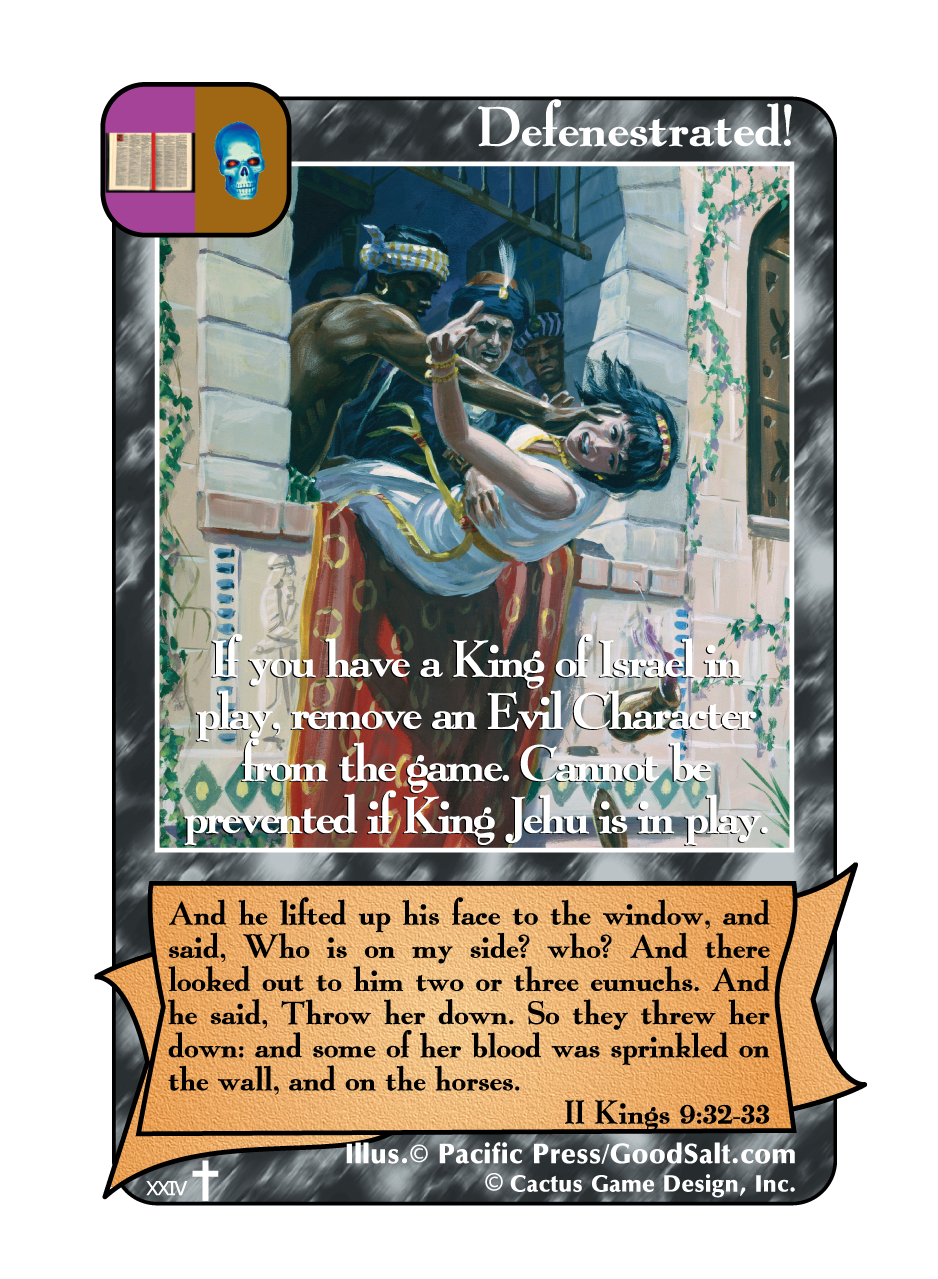 Defenestrated!
If you have a King of Israel in
play, remove an Evil Character
from the game. Cannot be
prevented if King Jehu is in play.
And he lifted up his face to the window, and
said, Who is on my side? who? And there
looked out to him two or three eunuchs. And
he said, Throw her down. So they threw her
down: and some of her blood was sprinkled on
the wall, and on the horses.
II Kings 9:32-33
Illus.© Pacific Press/GoodSalt.com
XXIV
© Cactus Game Design, Inc.